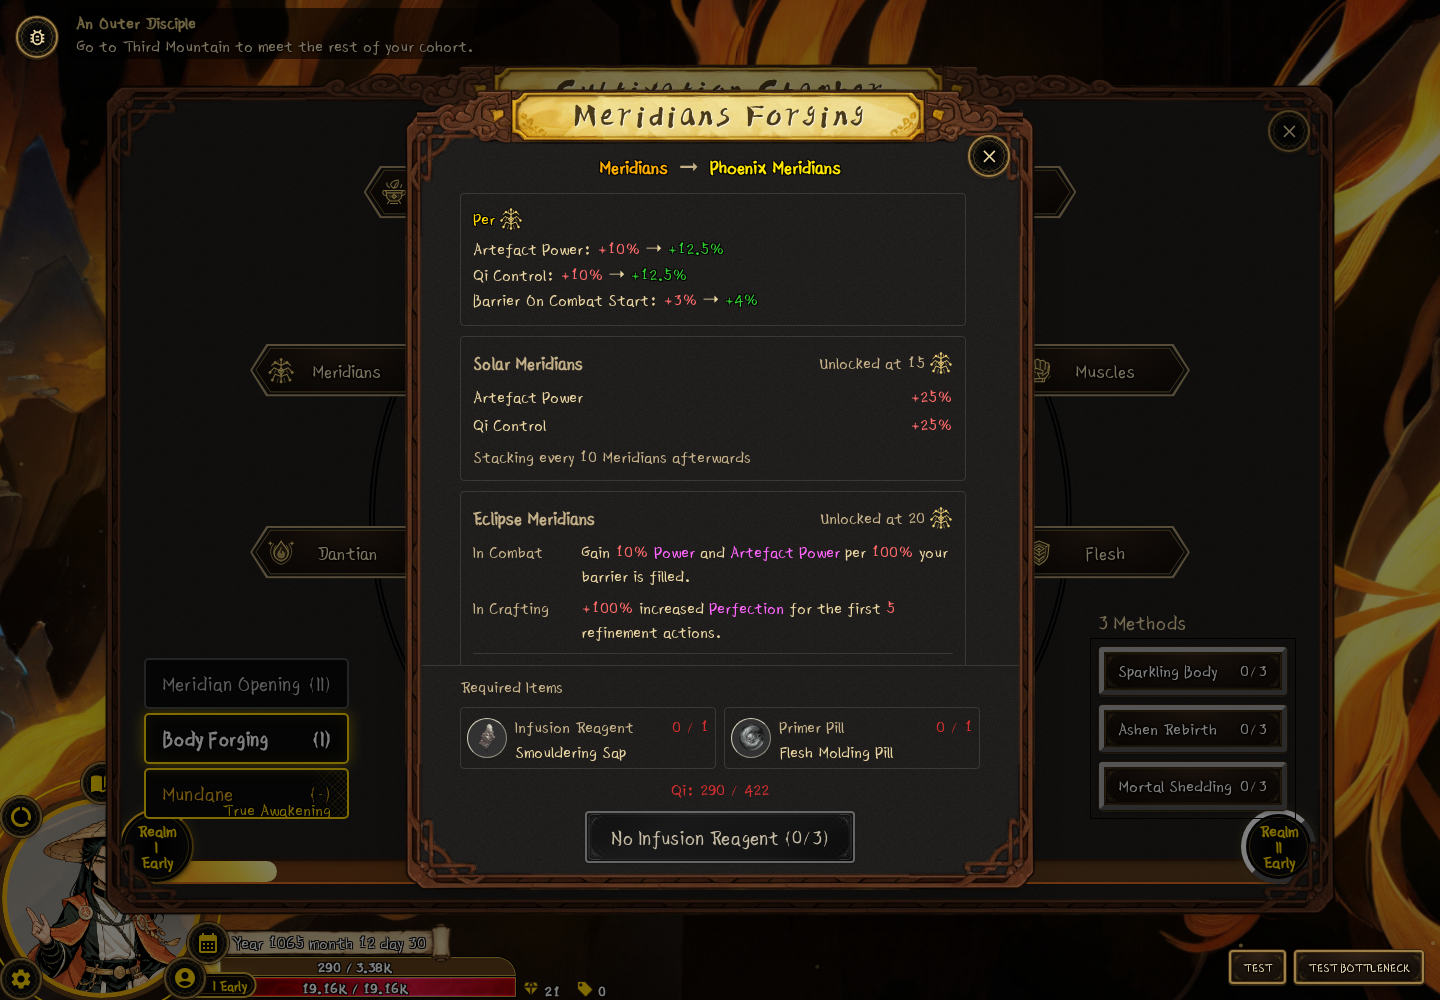 An Outer Disciple
Go to Third Mountain to meet the rest of your cohort.
Cultivation Chamber
Meridians Forging
Meridians → Phoenix Meridians
Per
Artefact Power: +10% → +12.5%
Qi Control: +10% → +12.5%
Barrier On Combat Start: +3% → +4%
Solar Meridians
Unlocked at 15
Artefact Power +25%
Qi Control +25%
Stacking every 10 Meridians afterwards
Eclipse Meridians
Unlocked at 20
In Combat
Gain 10% Power and Artefact Power per 100% your
barrier is filled.
In Crafting
+100% increased Perfection for the first 5
refinement actions.
Required Items
Infusion Reagent 0 / 1
Smouldering Sap
Primer Pill 0 / 1
Flesh Molding Pill
Qi: 290 / 422
No Infusion Reagent (0/3)
Meridians
Dantian
Muscles
Flesh
Meridian Opening (II)
Body Forging (I)
Mundane (-)
True Awakening
3 Methods
Sparkling Body 0/3
Ashen Rebirth 0/3
Mortal Shedding 0/3
Realm
I
Early
Realm
II
Early
Year 1065 month 12 day 30
290 / 3.38K
I Early
19.16K / 19.16K
21
0
TEST
TEST BOTTLENECK